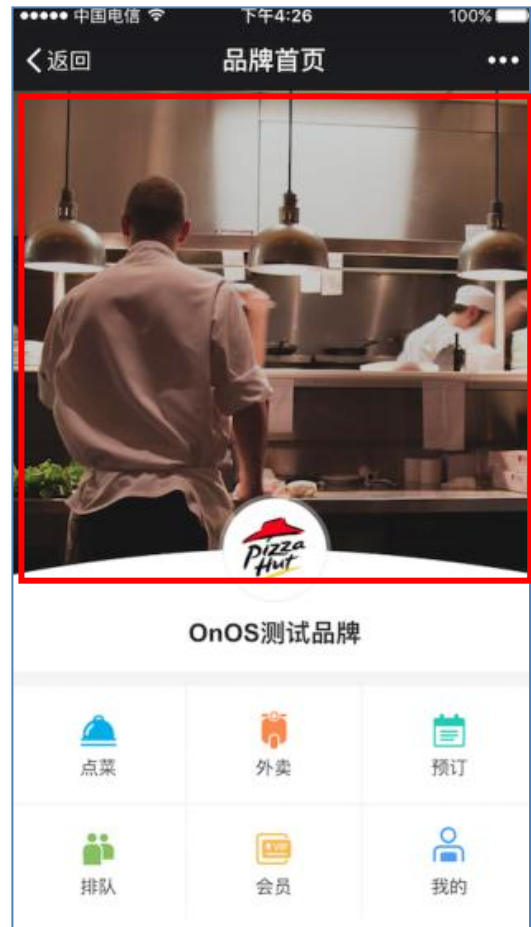 中国电信 下午4:26 100%
返回 品牌首页
Pizza
Hut
OnOS测试品牌
点菜 外卖 预订
VIP
排队 会员 我的